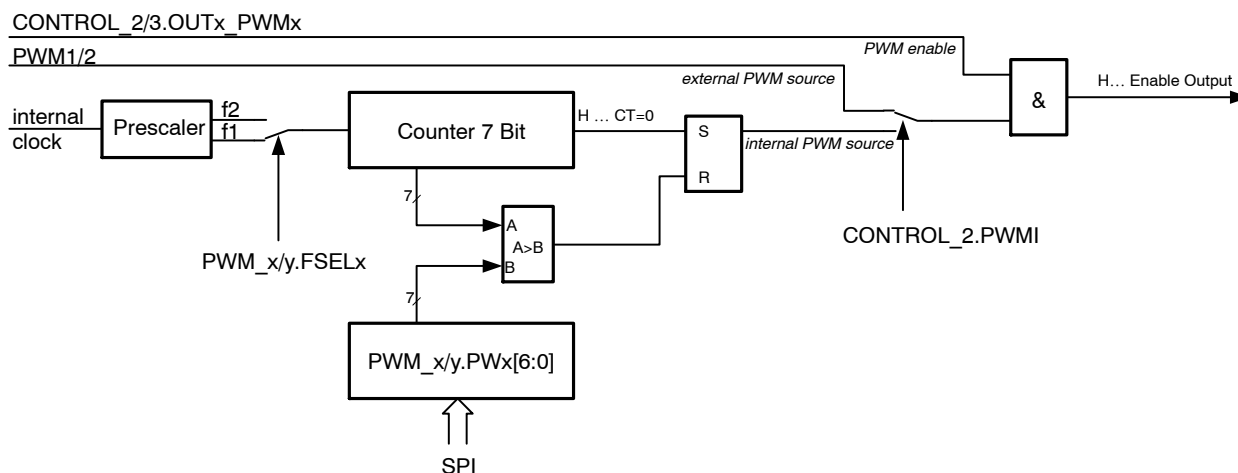 CONTROL_2/3.OUTx_PWMx
PWM1/2
PWM enable
external PWM source
H… Enable Output
&
internal
clock
Prescaler
f2
f1
Counter 7 Bit
H … CT=0
S
R
internal PWM source
7
A
A>B
B
PWM_x/y.FSELx
CONTROL_2.PWMI
7
PWM_x/y.PWx[6:0]
SPI